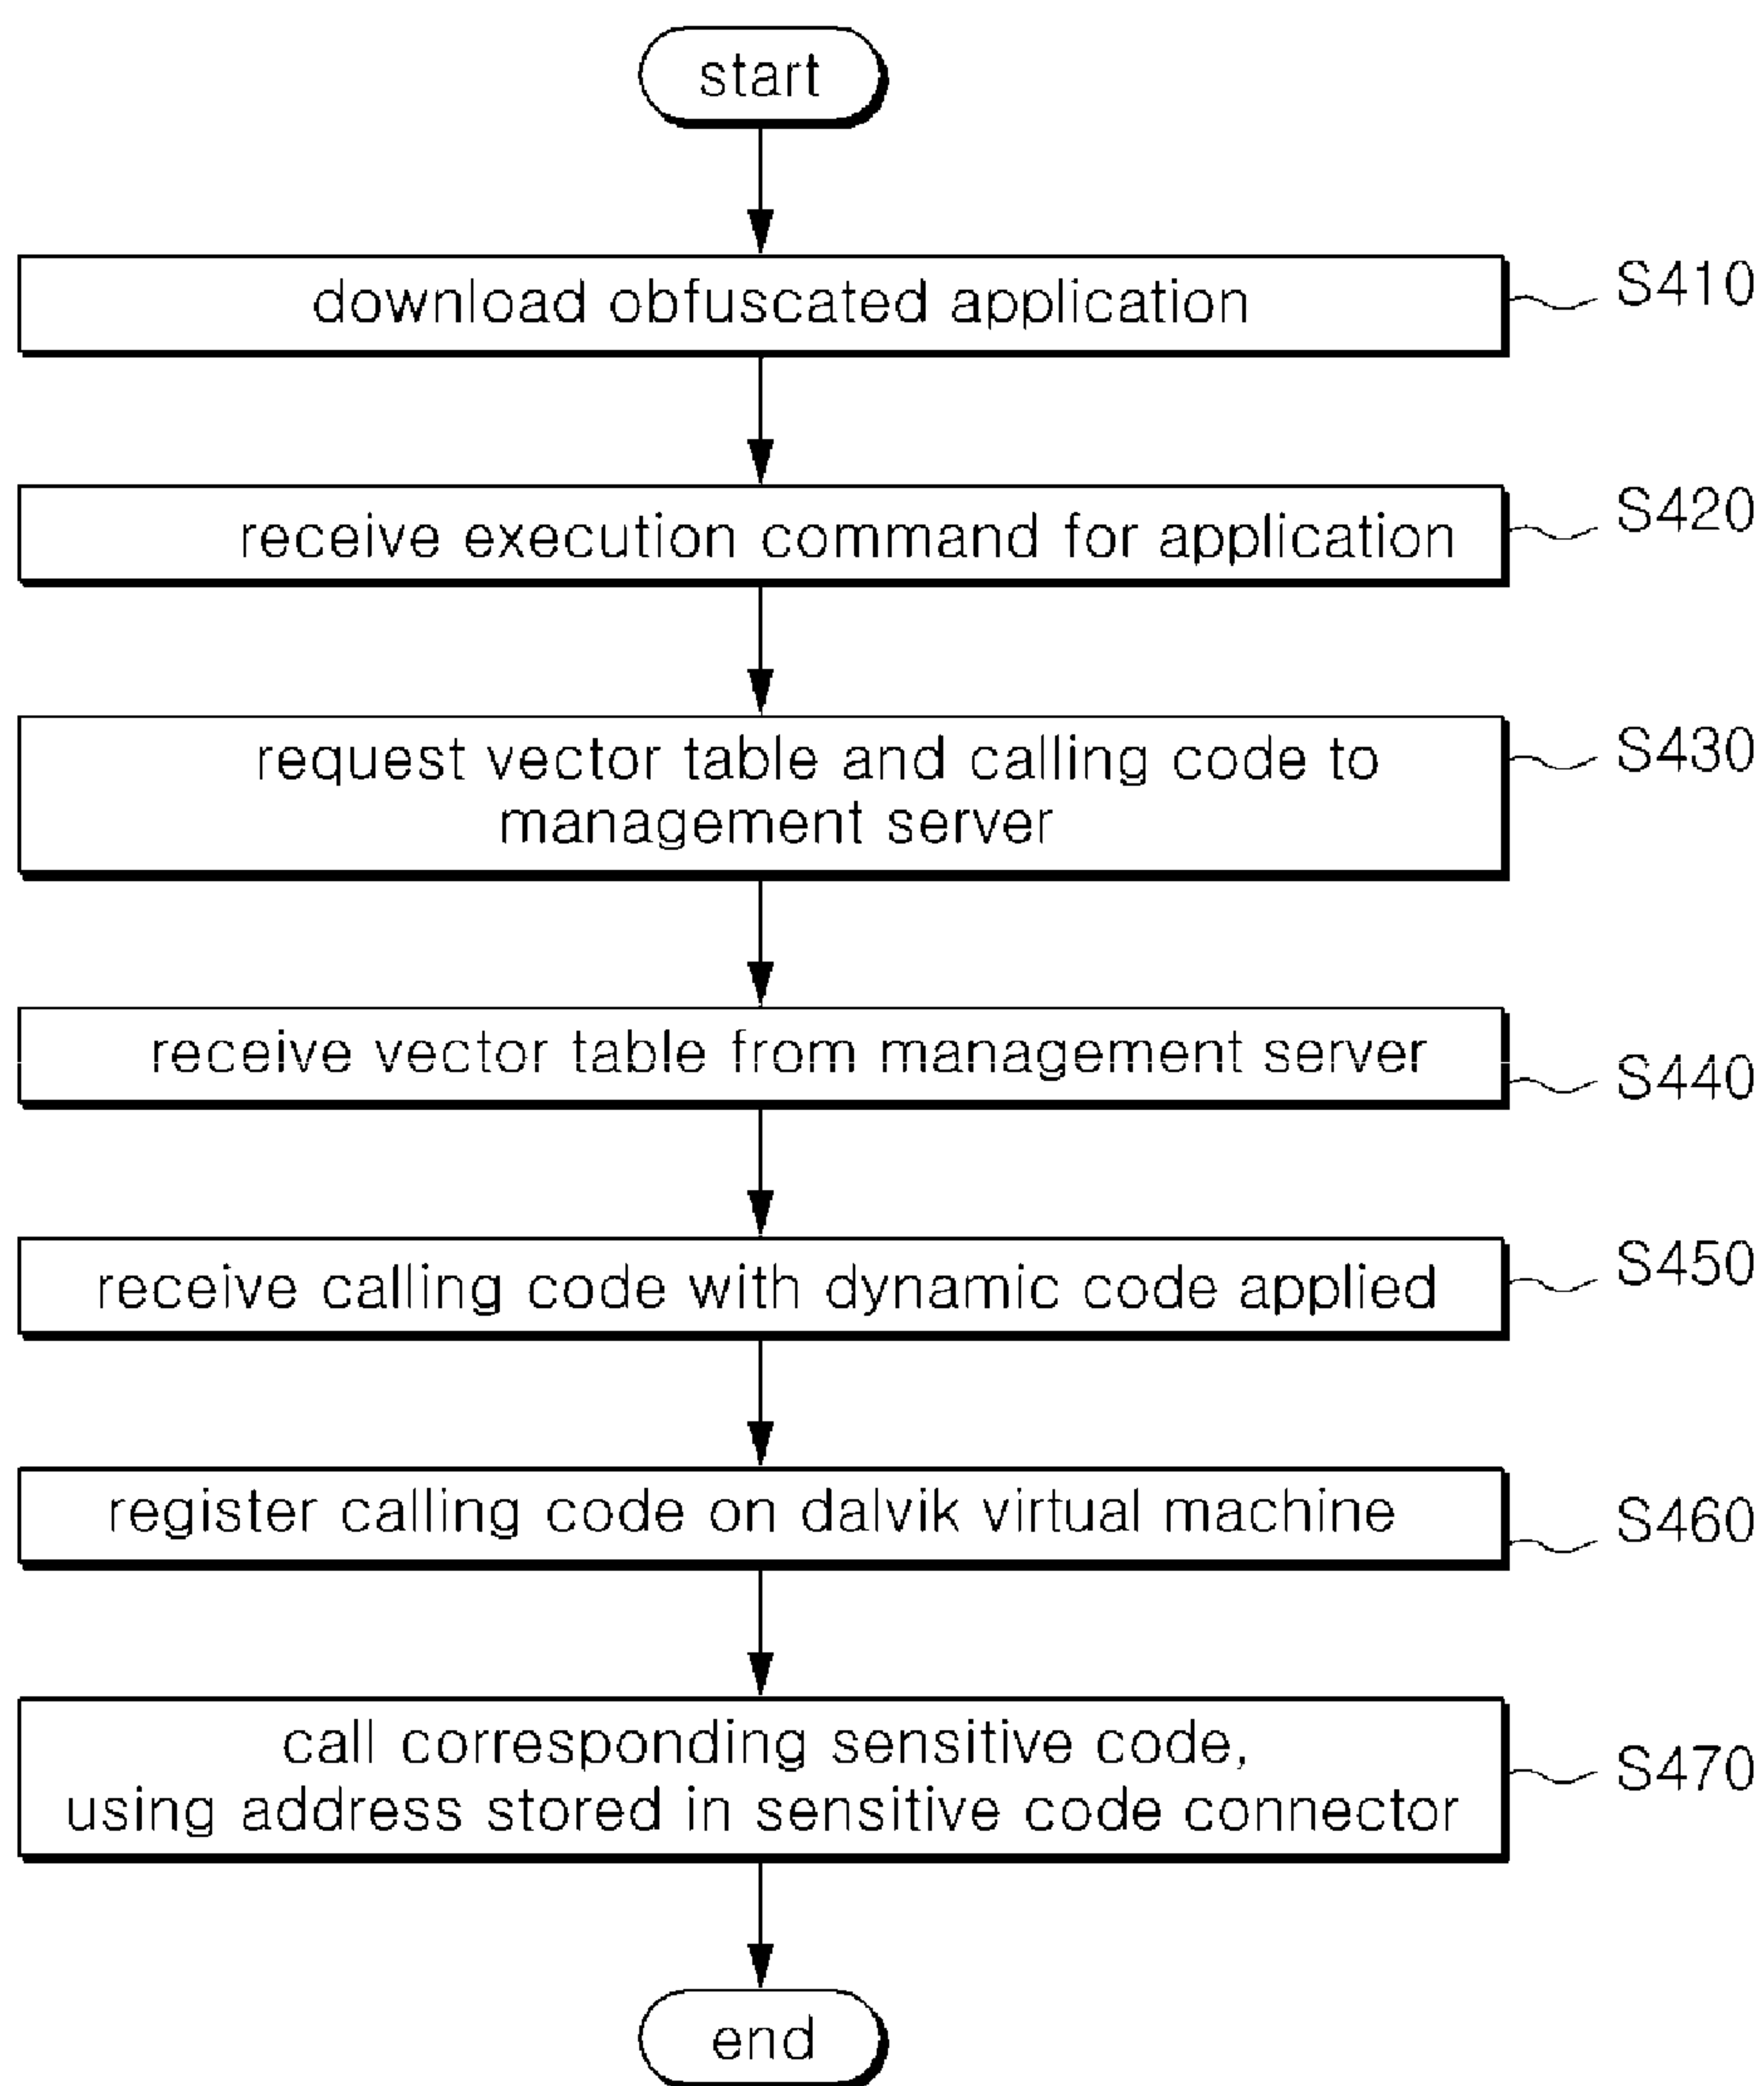 start
download obfuscated application
S410
receive execution command for application
S420
request vector table and calling code to
management server
S430
receive vector table from management server
S440
receive calling code with dynamic code applied
S450
register calling code on dalvik virtual machine
S460
call corresponding sensitive code,
using address stored in sensitive code connector
S470
end